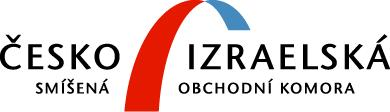 ČESKO IZRAELSKÁ
SMÍŠENÁ OBCHODNÍ KOMORA